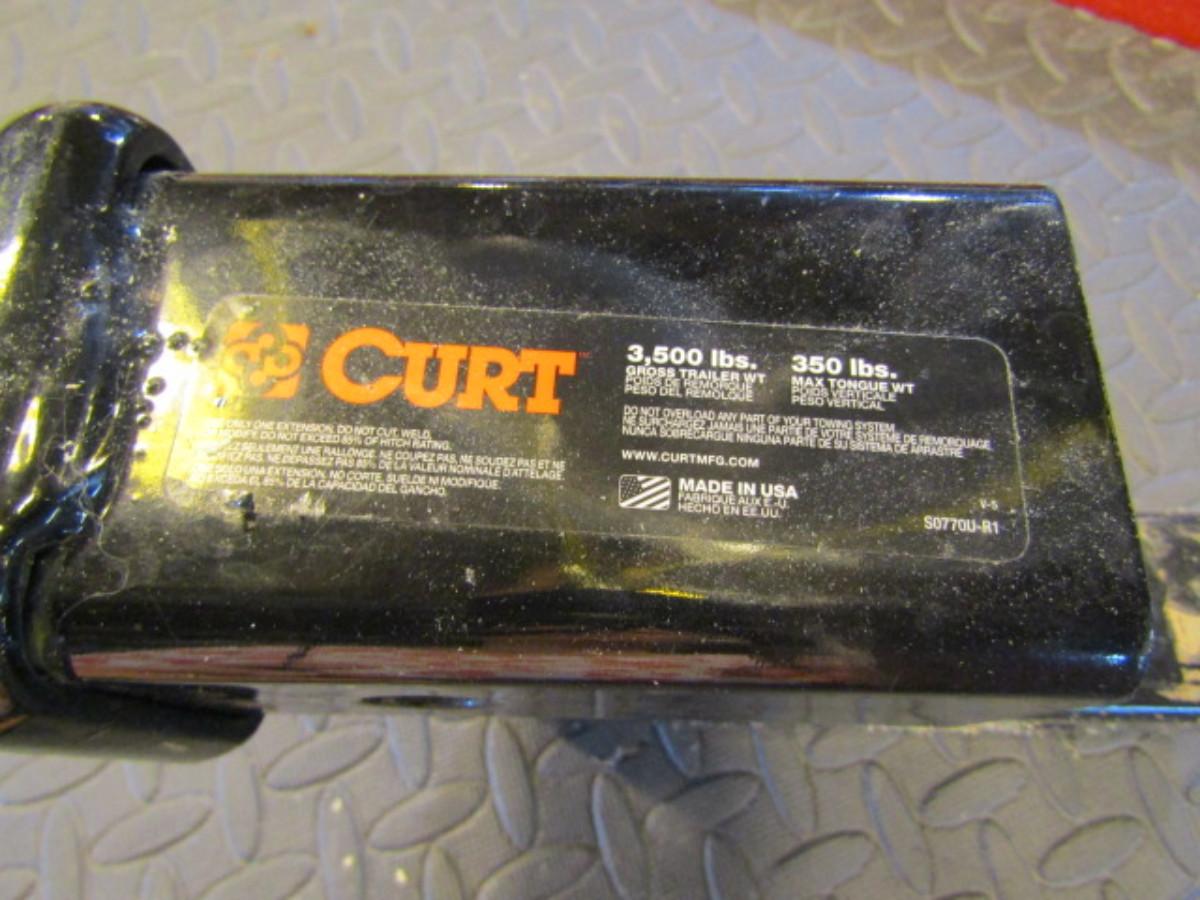 CURT™
ONLY ONE EXTENSION, DO NOT CUT, WELD,
MODIFY. DO NOT EXCEED 85% OF HITCH RATING.
SEULEMENT UNE RALLONGE. NE COUPEZ PAS, NE SOUDEZ PAS ET NE
PAS. NE DÉPASSEZ PAS 85% DE LA VALEUR NOMINALE D'ATTELAGE.
SOLO UNA EXTENSION, NO CORTE, SUELDE NI MODIFIQUE.
EXCEDA EL 85% DE LA CAPACIDAD DEL GANCHO.
3,500 lbs.
GROSS TRAILER WT
POIDS DE REMORQUE
PESO DEL REMOLQUE
350 lbs.
MAX TONGUE WT
POIDS VERTICALE
PESO VERTICAL
DO NOT OVERLOAD ANY PART OF YOUR TOWING SYSTEM
NE SURCHARGEZ JAMAIS UNE PARTIE DE VOTRE SYSTÈME DE REMORQUAGE
NUNCA SOBRECARGUE NINGUNA PARTE DE SU SISTEMA DE ARRASTRE
WWW.CURTMFG.COM
MADE IN USA
FABRIQUÉ AUX É.-U.
HECHO EN EE.UU.
V-5
S0770U-R1